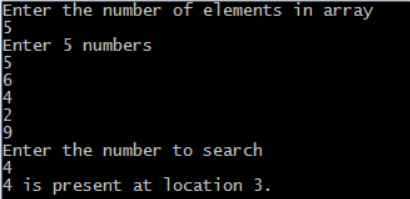 Enter the number of elements in array
5
Enter 5 numbers
5
6
4
2
9
Enter the number to search
4
4 is present at location 3.